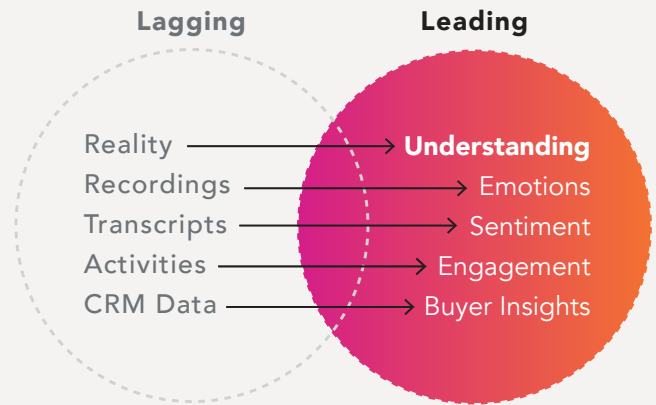 Lagging
Leading
Reality
Understanding
Recordings
Emotions
Transcripts
Sentiment
Activities
Engagement
CRM Data
Buyer Insights